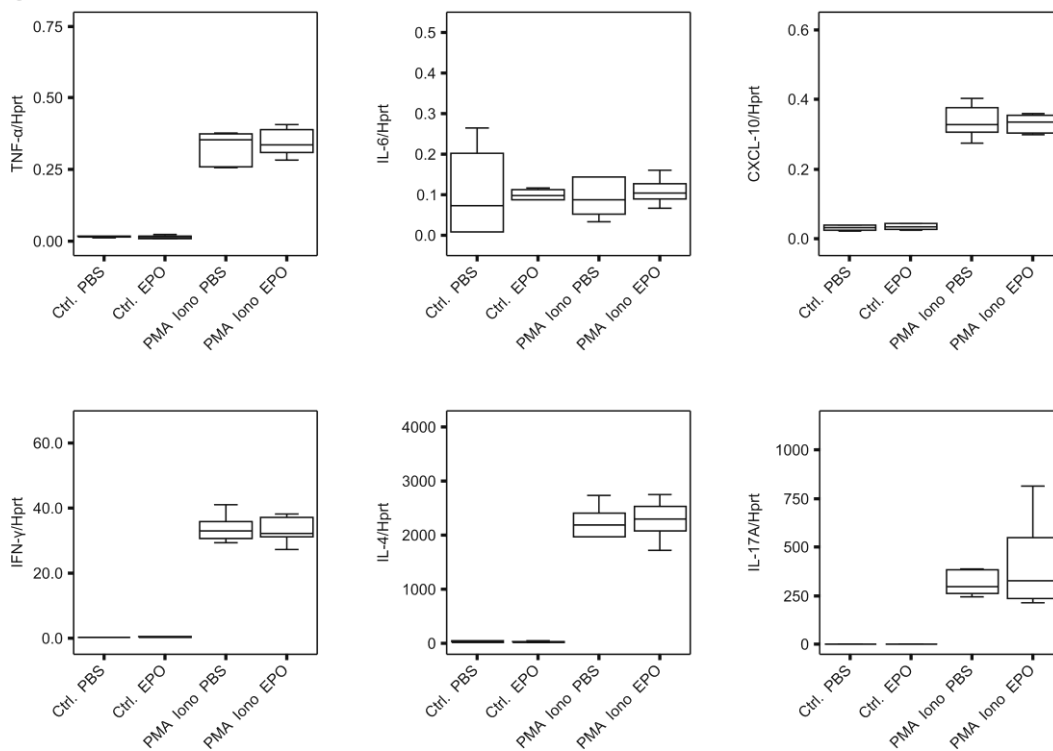 TNF-α/Hprt
0.75
0.50
0.25
0.00
Ctrl. PBS
Ctrl. EPO
PMA Iono PBS
PMA Iono EPO
IL-6/Hprt
0.5
0.4
0.3
0.2
0.1
0.0
Ctrl. PBS
Ctrl. EPO
PMA Iono PBS
PMA Iono EPO
CXCL-10/Hprt
0.6
0.4
0.2
0.0
Ctrl. PBS
Ctrl. EPO
PMA Iono PBS
PMA Iono EPO
IFN-γ/Hprt
60.0
40.0
20.0
0.0
Ctrl. PBS
Ctrl. EPO
PMA Iono PBS
PMA Iono EPO
IL-4/Hprt
4000
3000
2000
1000
0
Ctrl. PBS
Ctrl. EPO
PMA Iono PBS
PMA Iono EPO
IL-17A/Hprt
1000
750
500
250
0
Ctrl. PBS
Ctrl. EPO
PMA Iono PBS
PMA Iono EPO